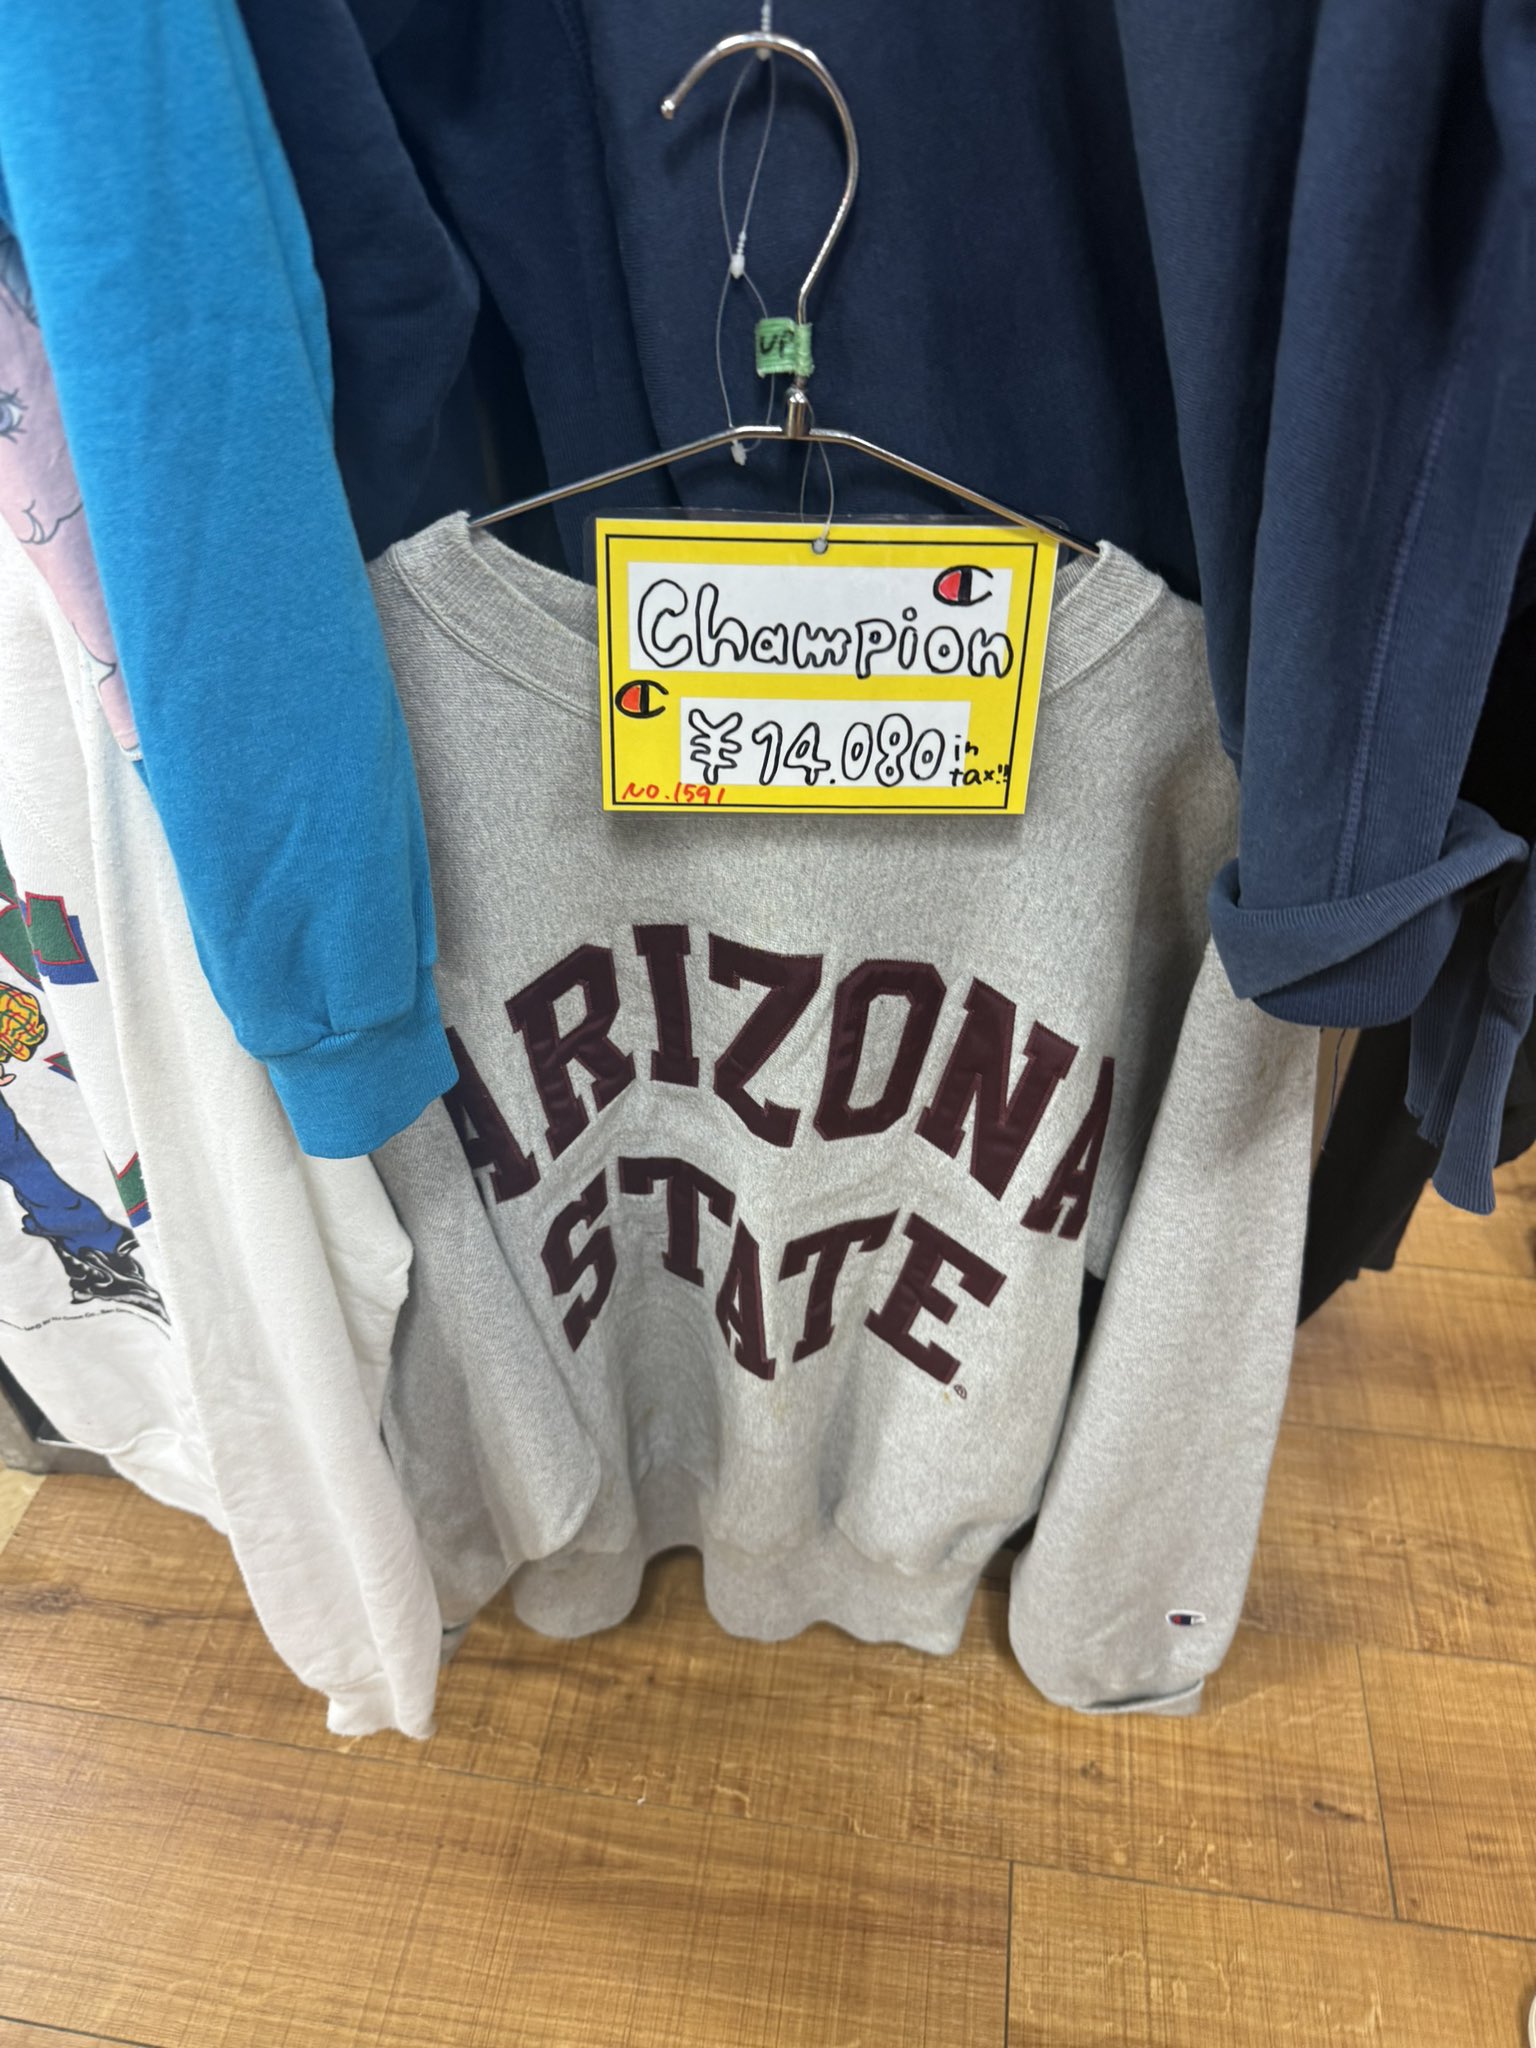 UP
Champion
¥14.080 in tax!!
NO.1591
ARIZONA
STATE
®